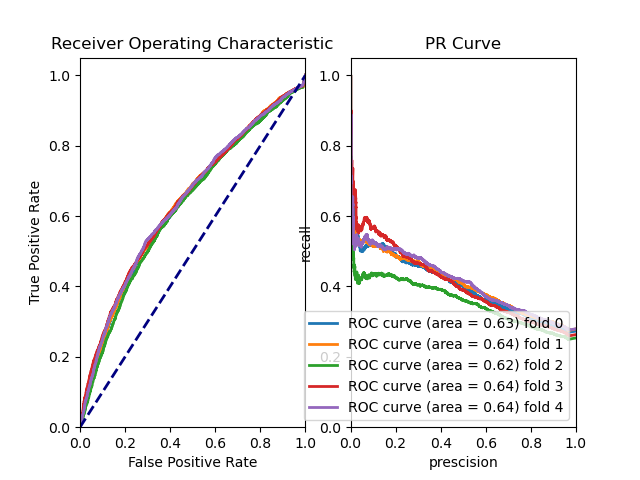 Receiver Operating Characteristic
1.0
0.8
0.6
0.4
0.2
0.0
True Positive Rate
0.0 0.2 0.4 0.6 0.8 1.0
False Positive Rate
PR Curve
1.0
0.8
0.6
0.4
0.2
0.0
recall
0.0 0.2 0.4 0.6 0.8 1.0
prescision
ROC curve (area = 0.63) fold 0
ROC curve (area = 0.64) fold 1
ROC curve (area = 0.62) fold 2
ROC curve (area = 0.64) fold 3
ROC curve (area = 0.64) fold 4